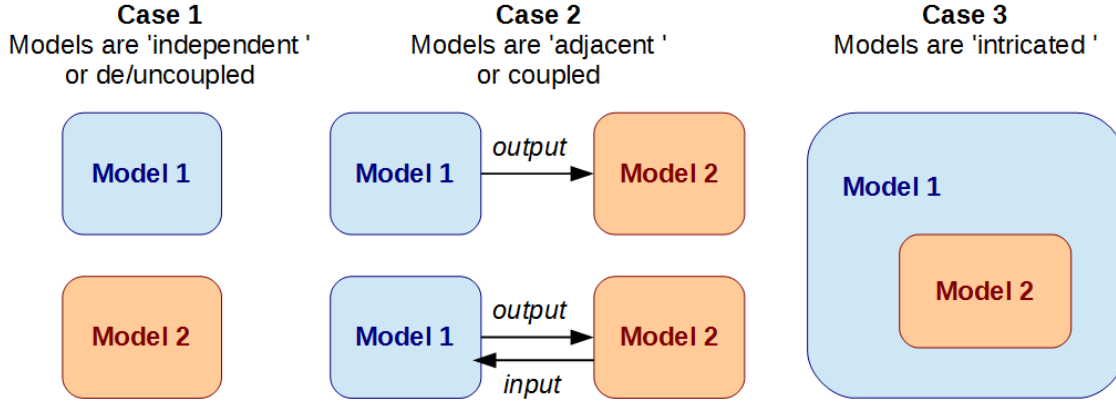 Case 1
Models are 'independent '
or de/uncoupled
Model 1
Model 2
Case 2
Models are 'adjacent '
or coupled
Model 1
output
Model 2
Model 1
output
Model 2
input
Case 3
Models are 'intricated '
Model 1
Model 2